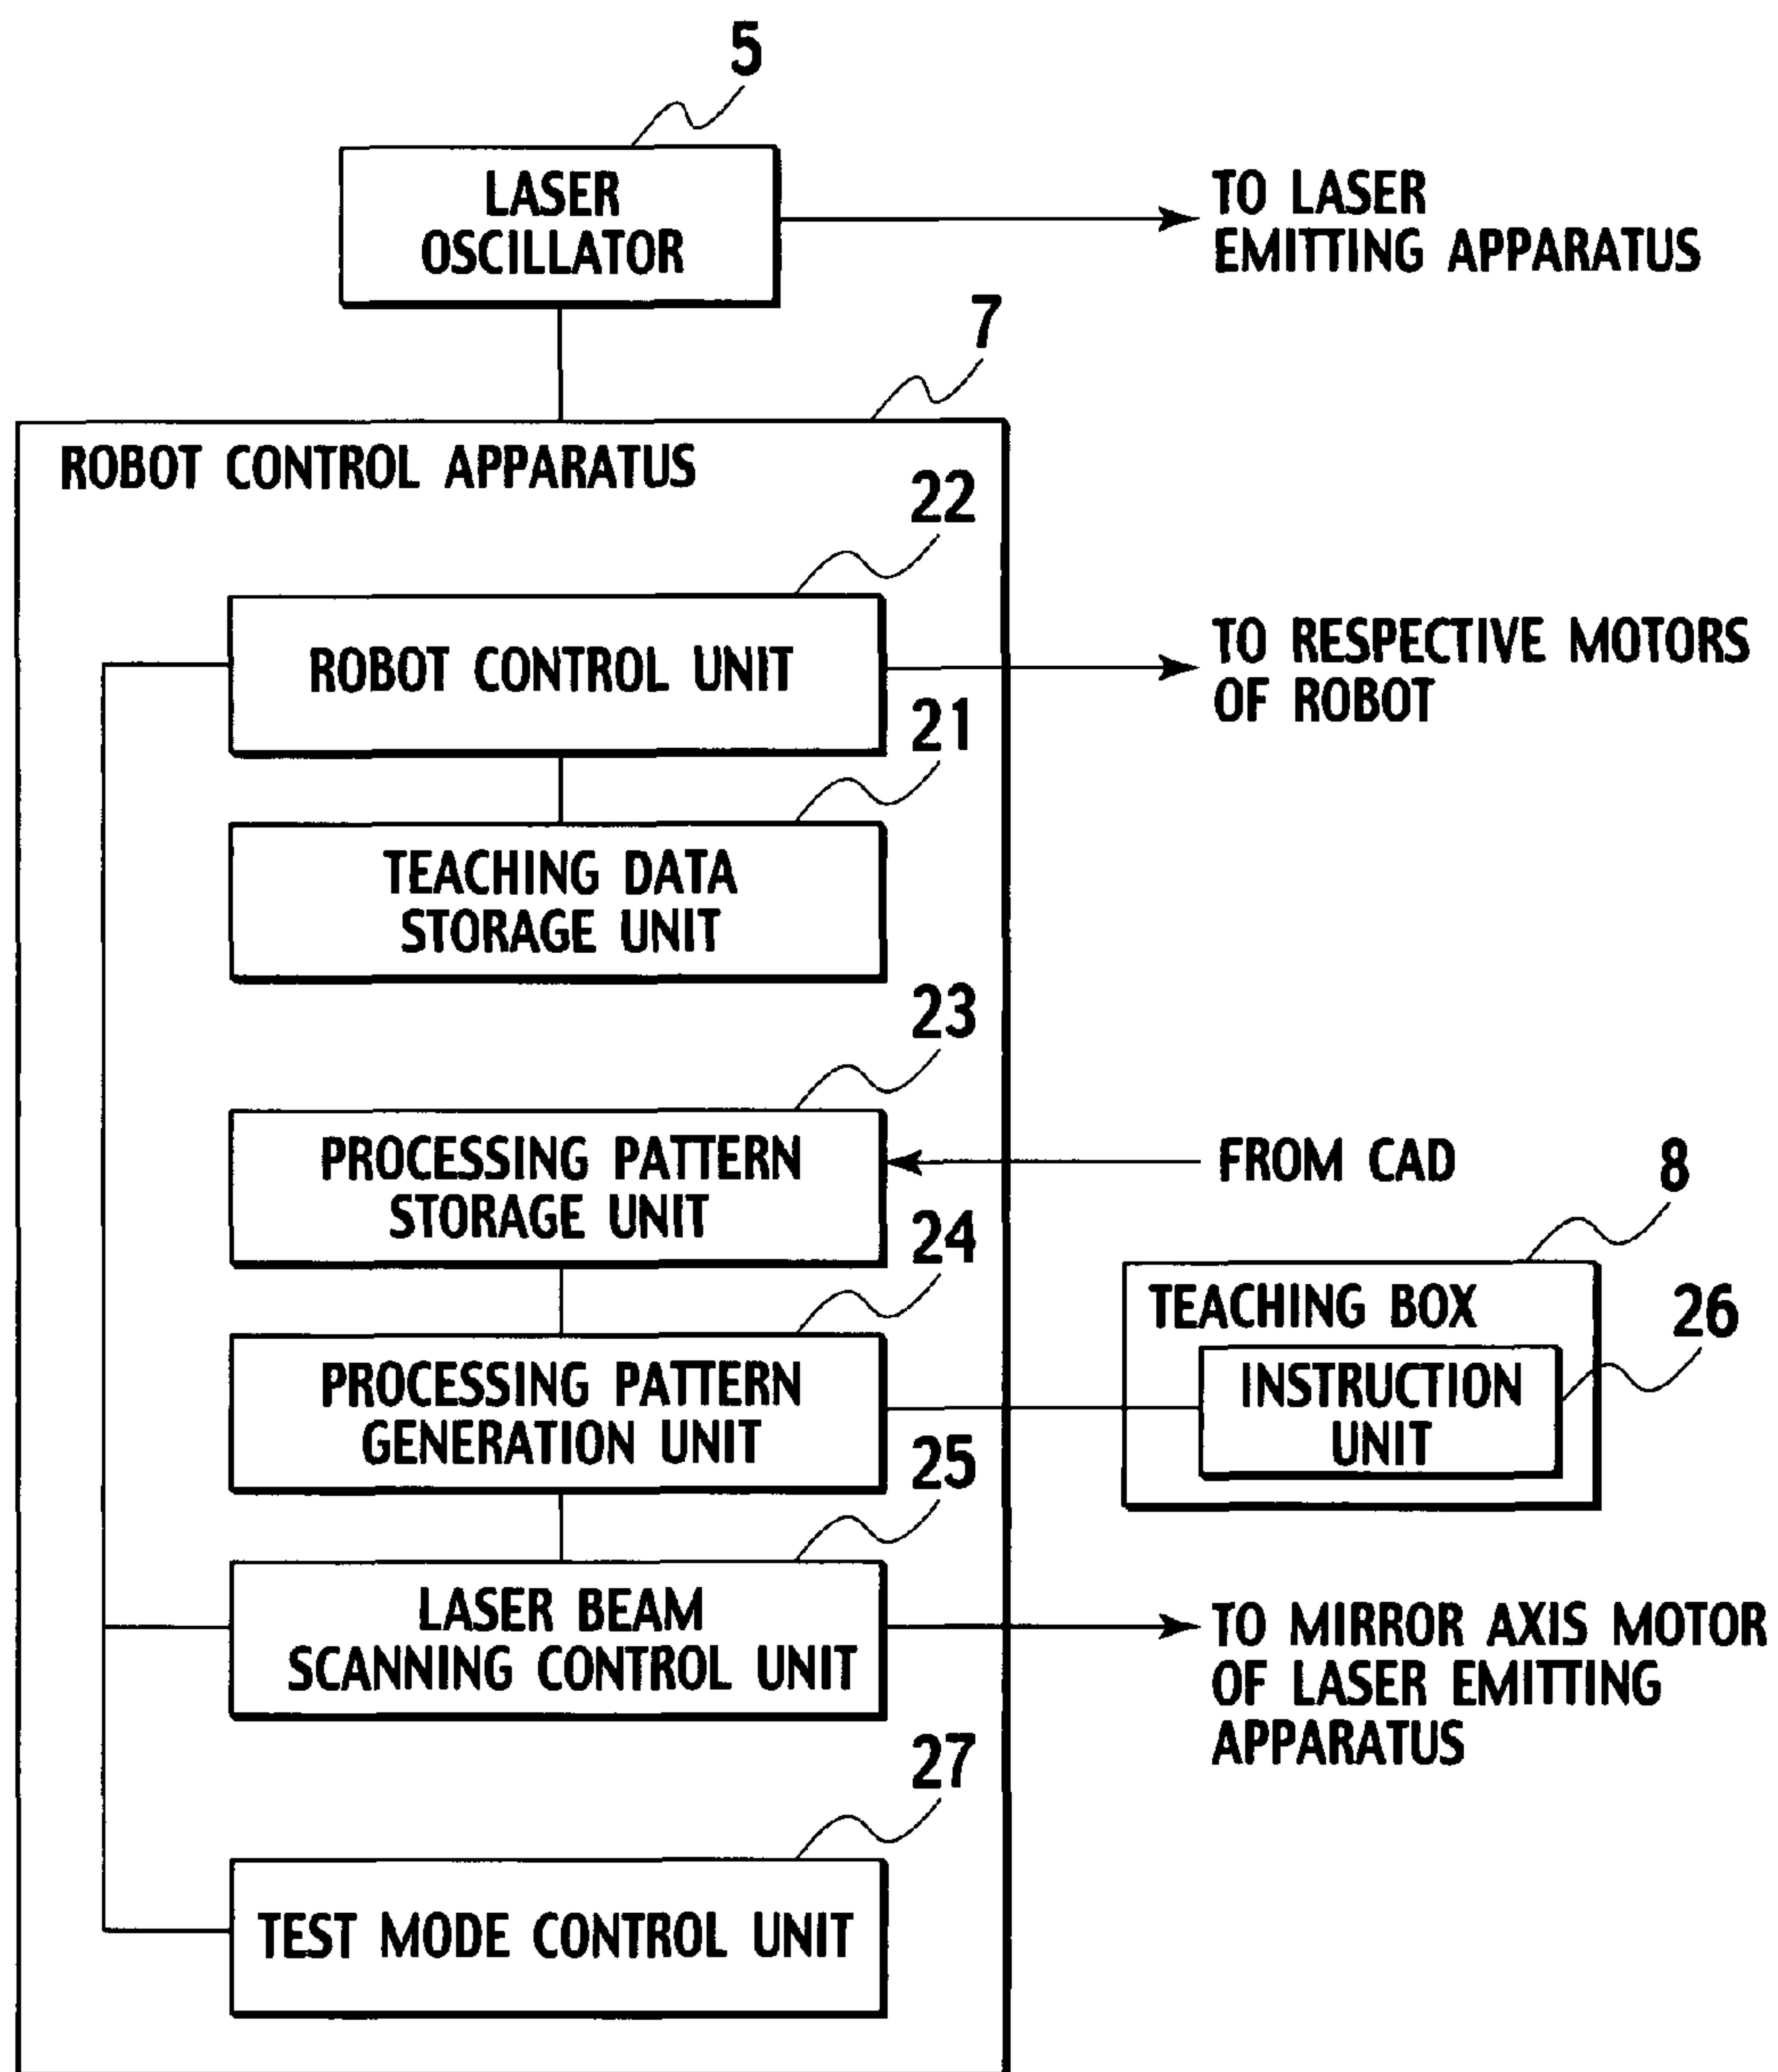 5
LASER
OSCILLATOR
TO LASER
EMITTING APPARATUS
7
ROBOT CONTROL APPARATUS
22
ROBOT CONTROL UNIT
TO RESPECTIVE MOTORS
OF ROBOT
21
TEACHING DATA
STORAGE UNIT
23
PROCESSING PATTERN
STORAGE UNIT
FROM CAD
8
24
TEACHING BOX
26
PROCESSING PATTERN
GENERATION UNIT
INSTRUCTION
UNIT
25
LASER BEAM
SCANNING CONTROL UNIT
TO MIRROR AXIS MOTOR
OF LASER EMITTING
APPARATUS
27
TEST MODE CONTROL UNIT